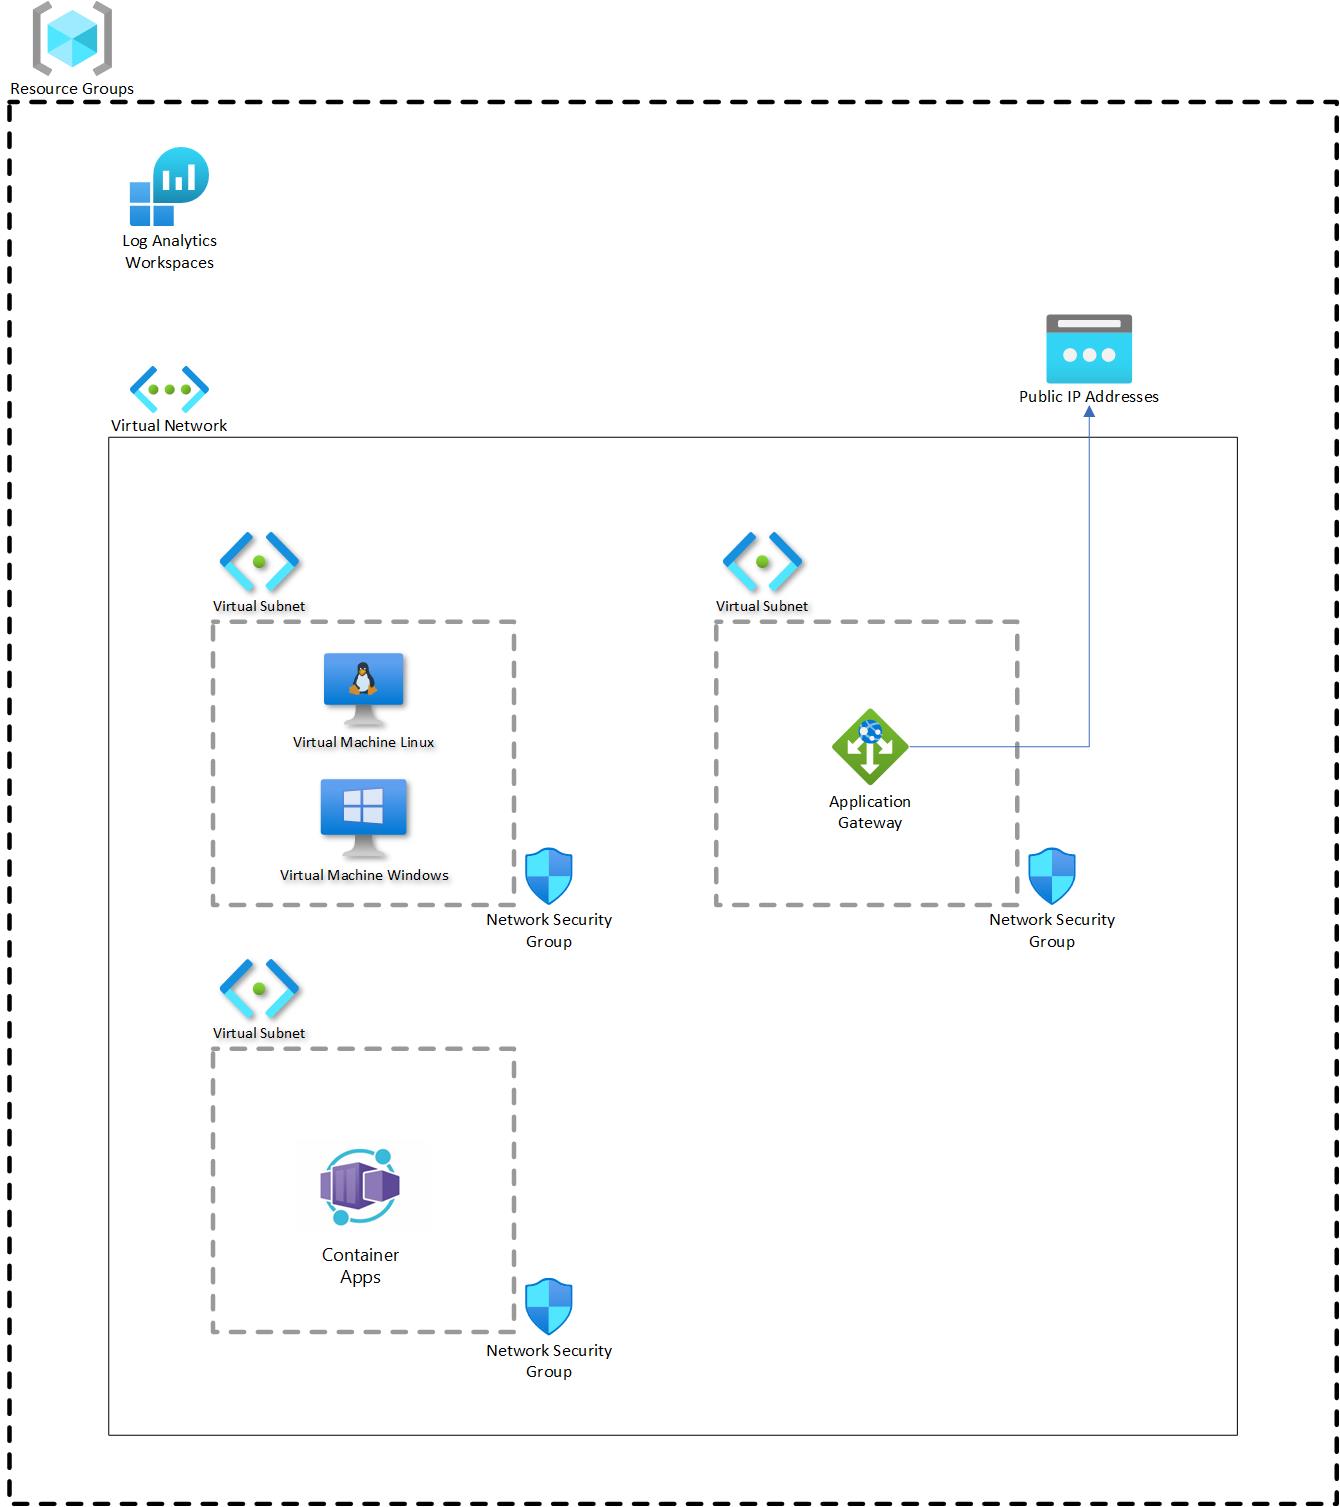 Resource Groups
Log Analytics
Workspaces
Public IP Addresses
Virtual Network
Virtual Subnet
Virtual Subnet
Virtual Machine Linux
Application
Gateway
Virtual Machine Windows
Network Security
Group
Network Security
Group
Virtual Subnet
Container
Apps
Network Security
Group